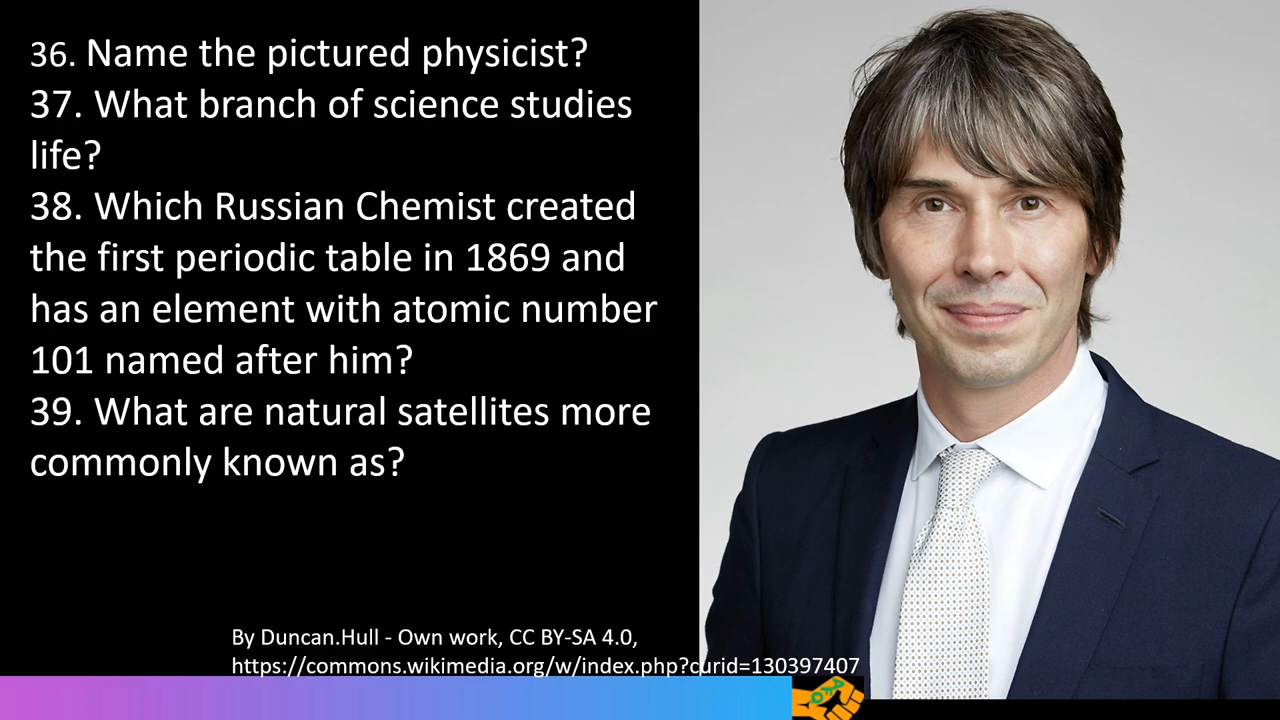 36. Name the pictured physicist?
37. What branch of science studies
life?
38. Which Russian Chemist created
the first periodic table in 1869 and
has an element with atomic number
101 named after him?
39. What are natural satellites more
commonly known as?
By Duncan.Hull - Own work, CC BY-SA 4.0,
https://commons.wikimedia.org/w/index.php?curid=130397407